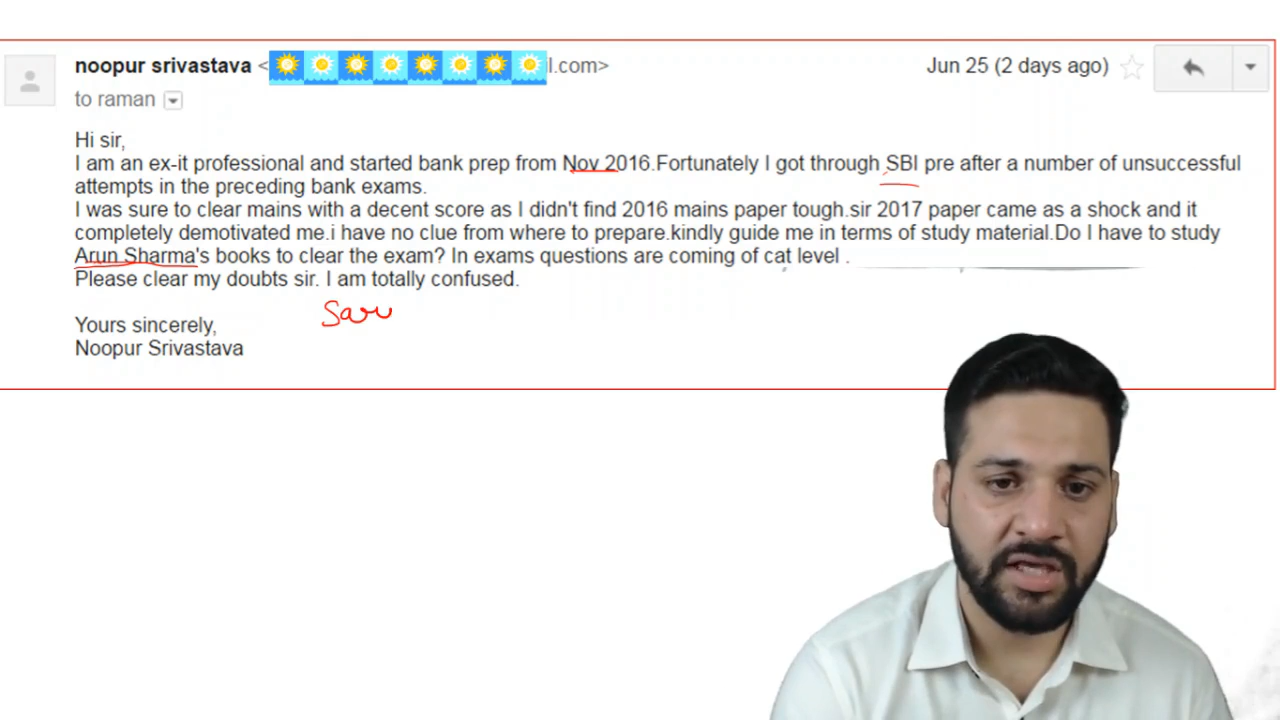 noopur srivastava < l.com>
Jun 25 (2 days ago)
to raman
Hi sir,
I am an ex-it professional and started bank prep from Nov 2016.Fortunately I got through SBI pre after a number of unsuccessful
attempts in the preceding bank exams.
I was sure to clear mains with a decent score as I didn't find 2016 mains paper tough.sir 2017 paper came as a shock and it
completely demotivated me.i have no clue from where to prepare.kindly guide me in terms of study material.Do I have to study
Arun Sharma's books to clear the exam? In exams questions are coming of cat level .
Please clear my doubts sir. I am totally confused.
Yours sincerely,
Noopur Srivastava